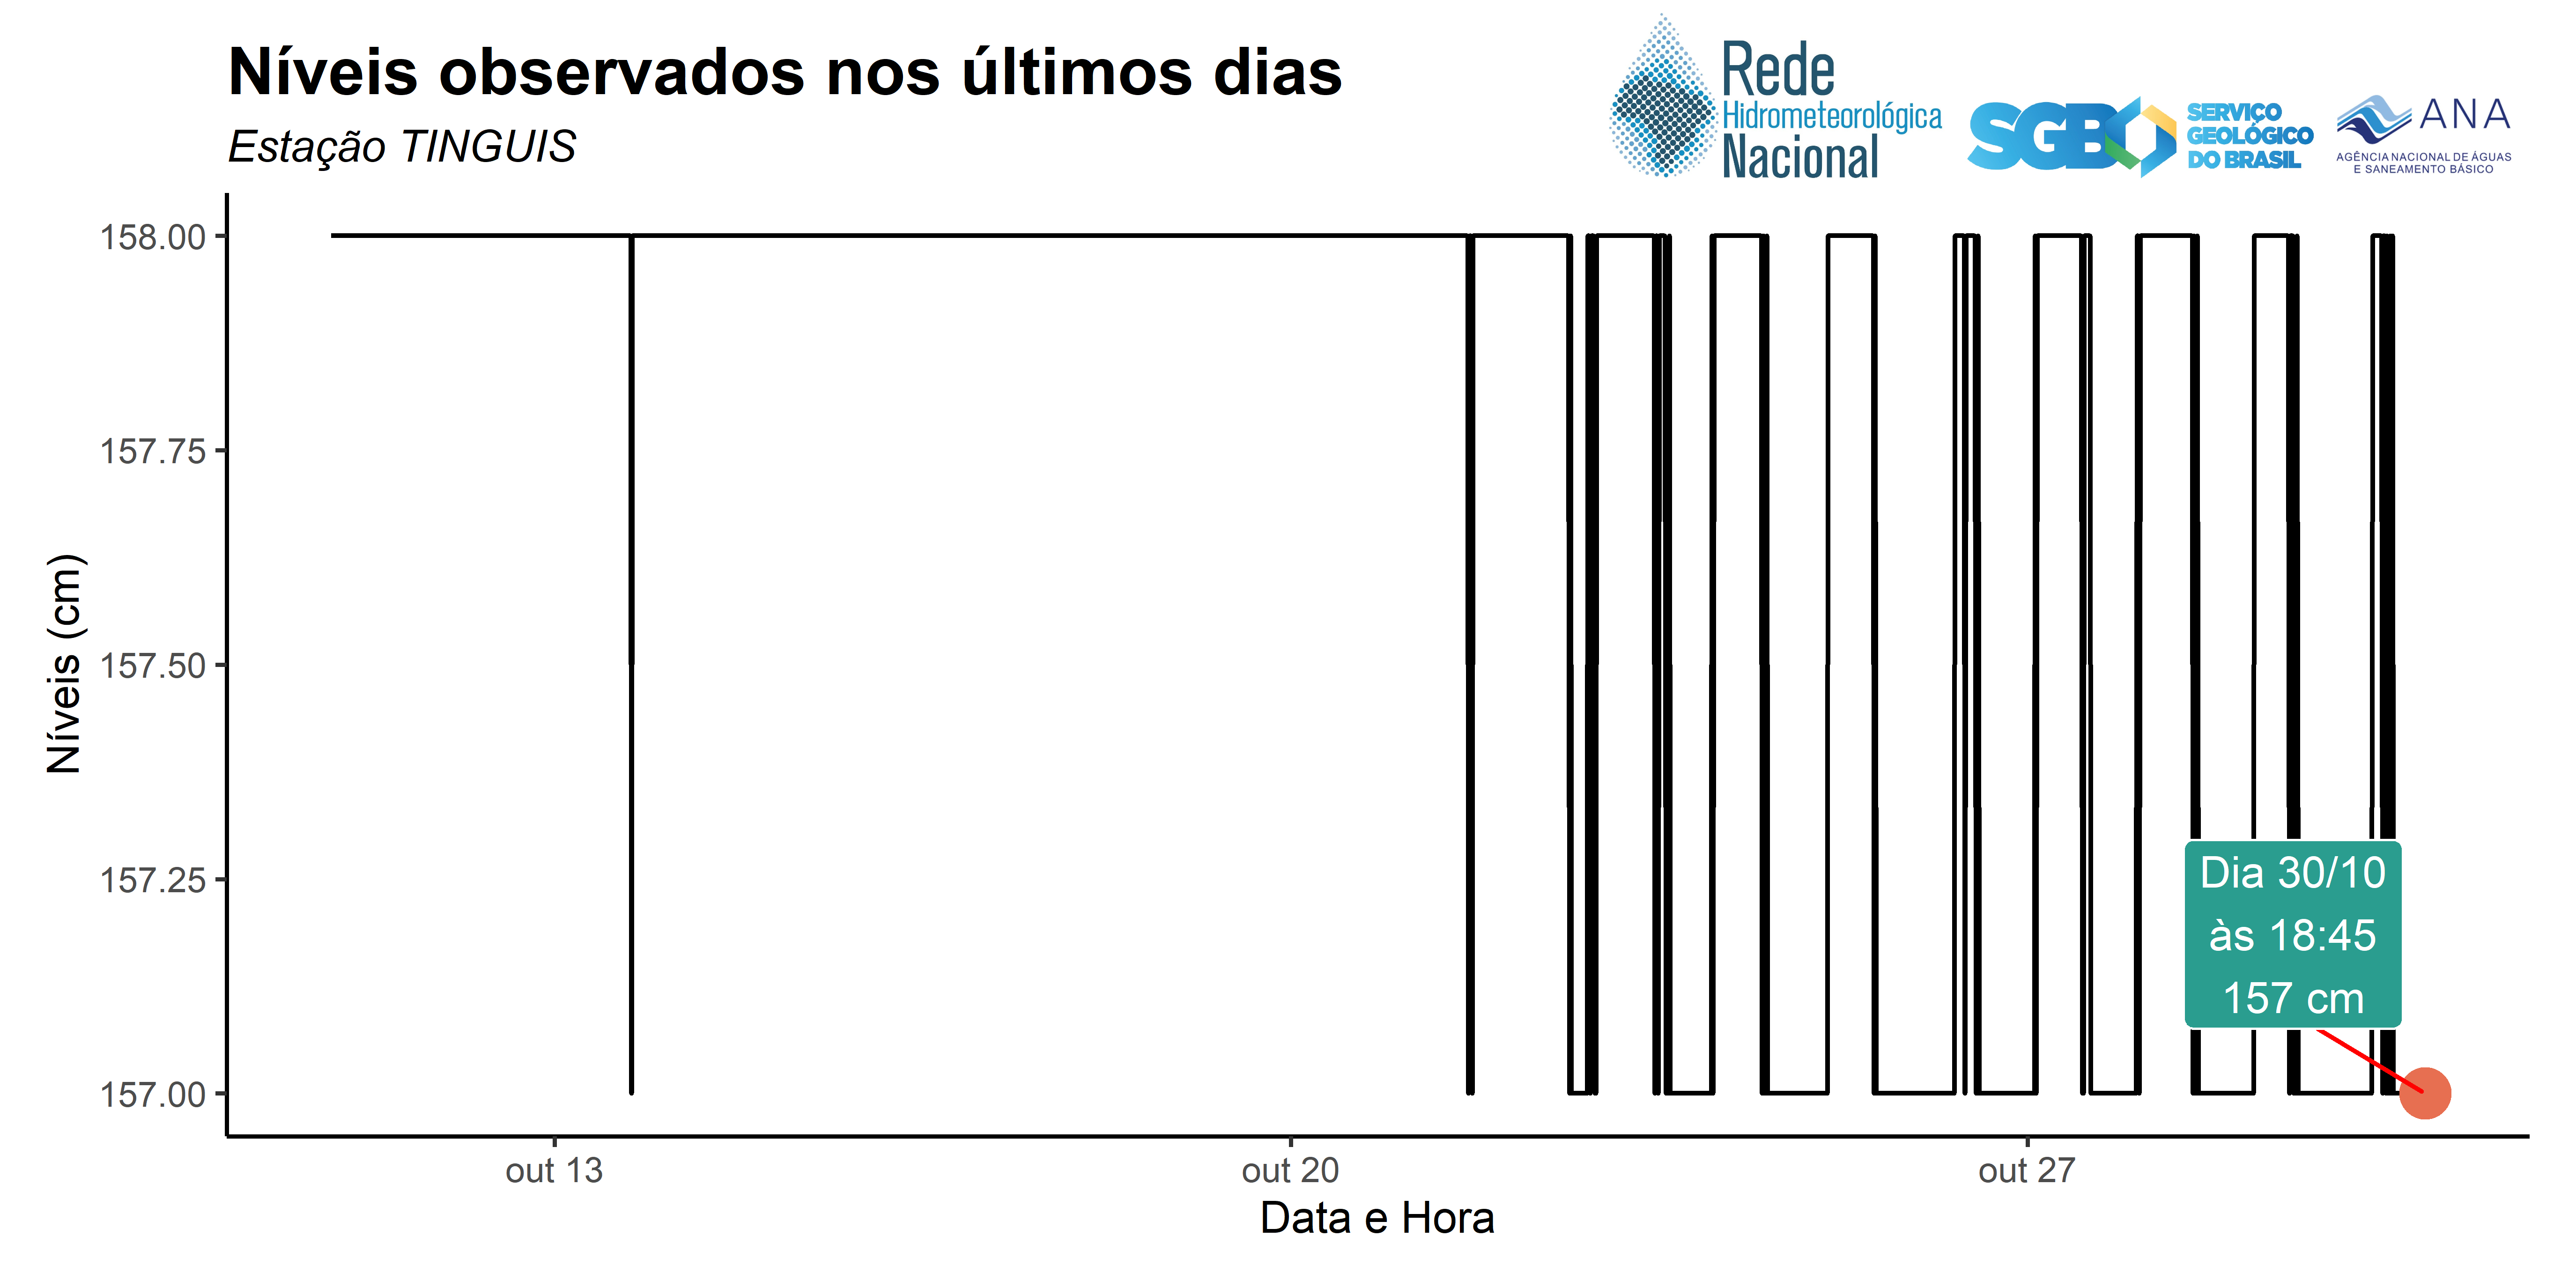 Níveis observados nos últimos dias
Estação TINGUIS
Rede
Hidrometeorológica
Nacional
SGB
SERVIÇO
GEOLÓGICO
DO BRASIL
ANA
AGÊNCIA NACIONAL DE ÁGUAS
E SANEAMENTO BÁSICO
158.00
157.75
157.50
157.25
157.00
Níveis (cm)
Dia 30/10
às 18:45
157 cm
out 13
out 20
out 27
Data e Hora